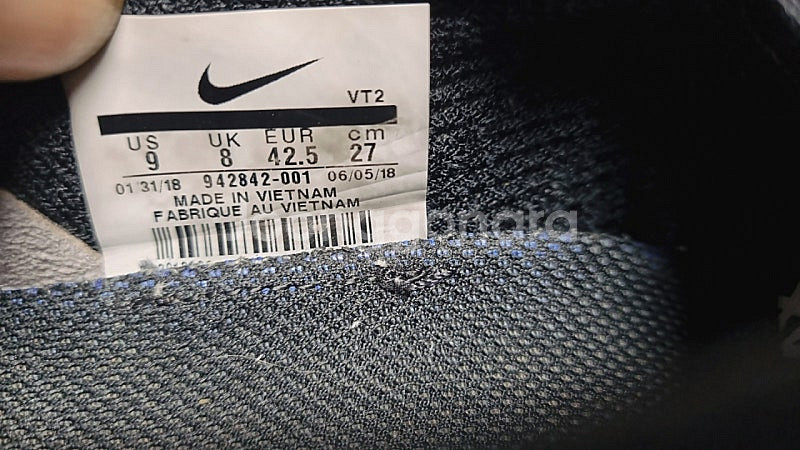 VT2
US UK EUR cm
9 8 42.5 27
01/31/18 942842-001 06/05/18
MADE IN VIETNAM
FABRIQUE AU VIETNAM